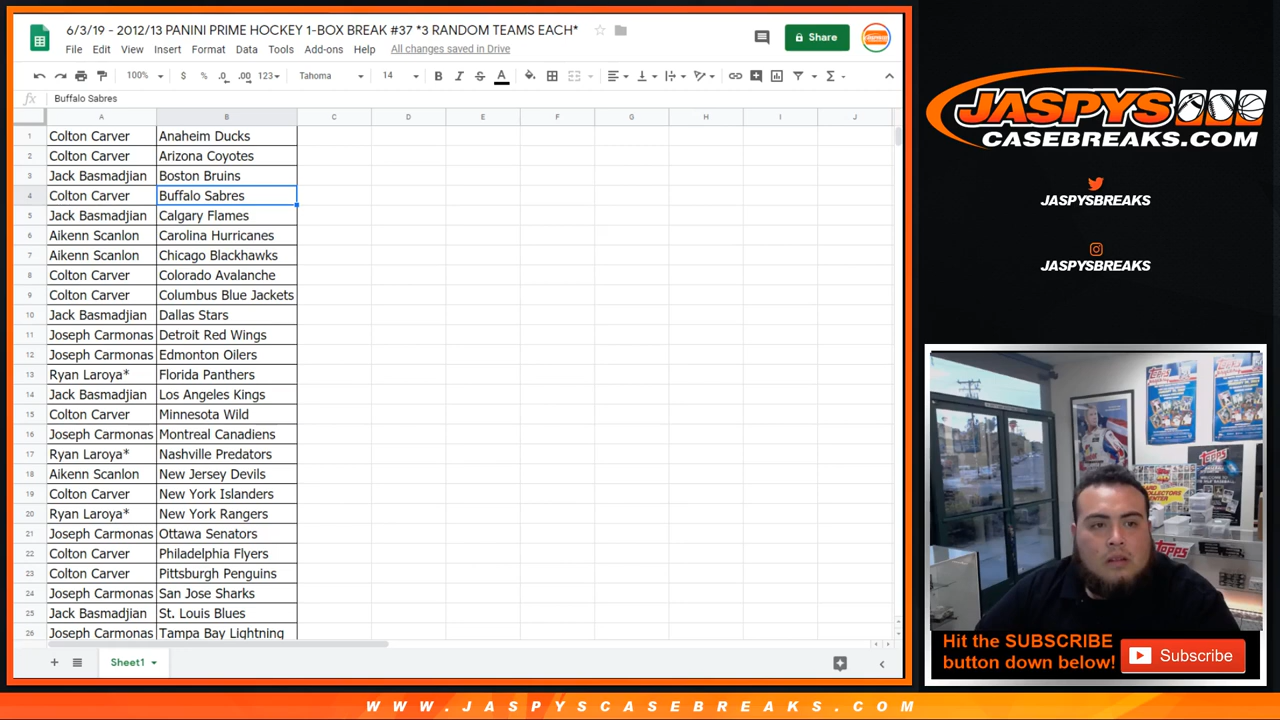 6/3/19 - 2012/13 PANINI PRIME HOCKEY 1-BOX BREAK #37 *3 RANDOM TEAMS EACH*
File Edit View Insert Format Data Tools Add-ons Help All changes saved in Drive
Share
100% $ % .0 .00 123 Tahoma 14 B I S A
fx Buffalo Sabres
A B C D E F G H I J
1 Colton Carver Anaheim Ducks
2 Colton Carver Arizona Coyotes
3 Jack Basmadjian Boston Bruins
4 Colton Carver Buffalo Sabres
5 Jack Basmadjian Calgary Flames
6 Aikenn Scanlon Carolina Hurricanes
7 Aikenn Scanlon Chicago Blackhawks
8 Colton Carver Colorado Avalanche
9 Colton Carver Columbus Blue Jackets
10 Jack Basmadjian Dallas Stars
11 Joseph Carmonas Detroit Red Wings
12 Joseph Carmonas Edmonton Oilers
13 Ryan Laroya* Florida Panthers
14 Jack Basmadjian Los Angeles Kings
15 Colton Carver Minnesota Wild
16 Joseph Carmonas Montreal Canadiens
17 Ryan Laroya* Nashville Predators
18 Aikenn Scanlon New Jersey Devils
19 Colton Carver New York Islanders
20 Ryan Laroya* New York Rangers
21 Joseph Carmonas Ottawa Senators
22 Colton Carver Philadelphia Flyers
23 Colton Carver Pittsburgh Penguins
24 Joseph Carmonas San Jose Sharks
25 Jack Basmadjian St. Louis Blues
26 Joseph Carmonas Tampa Bay Lightning
Sheet1
JASPYS
CASEBREAKS.COM
JASPYSBREAKS
JASPYSBREAKS
Topps
Topps
TOPPS
TOPPS
Hit the SUBSCRIBE
button down below!
Subscribe
WWW.JASPYSCASEBREAKS.COM